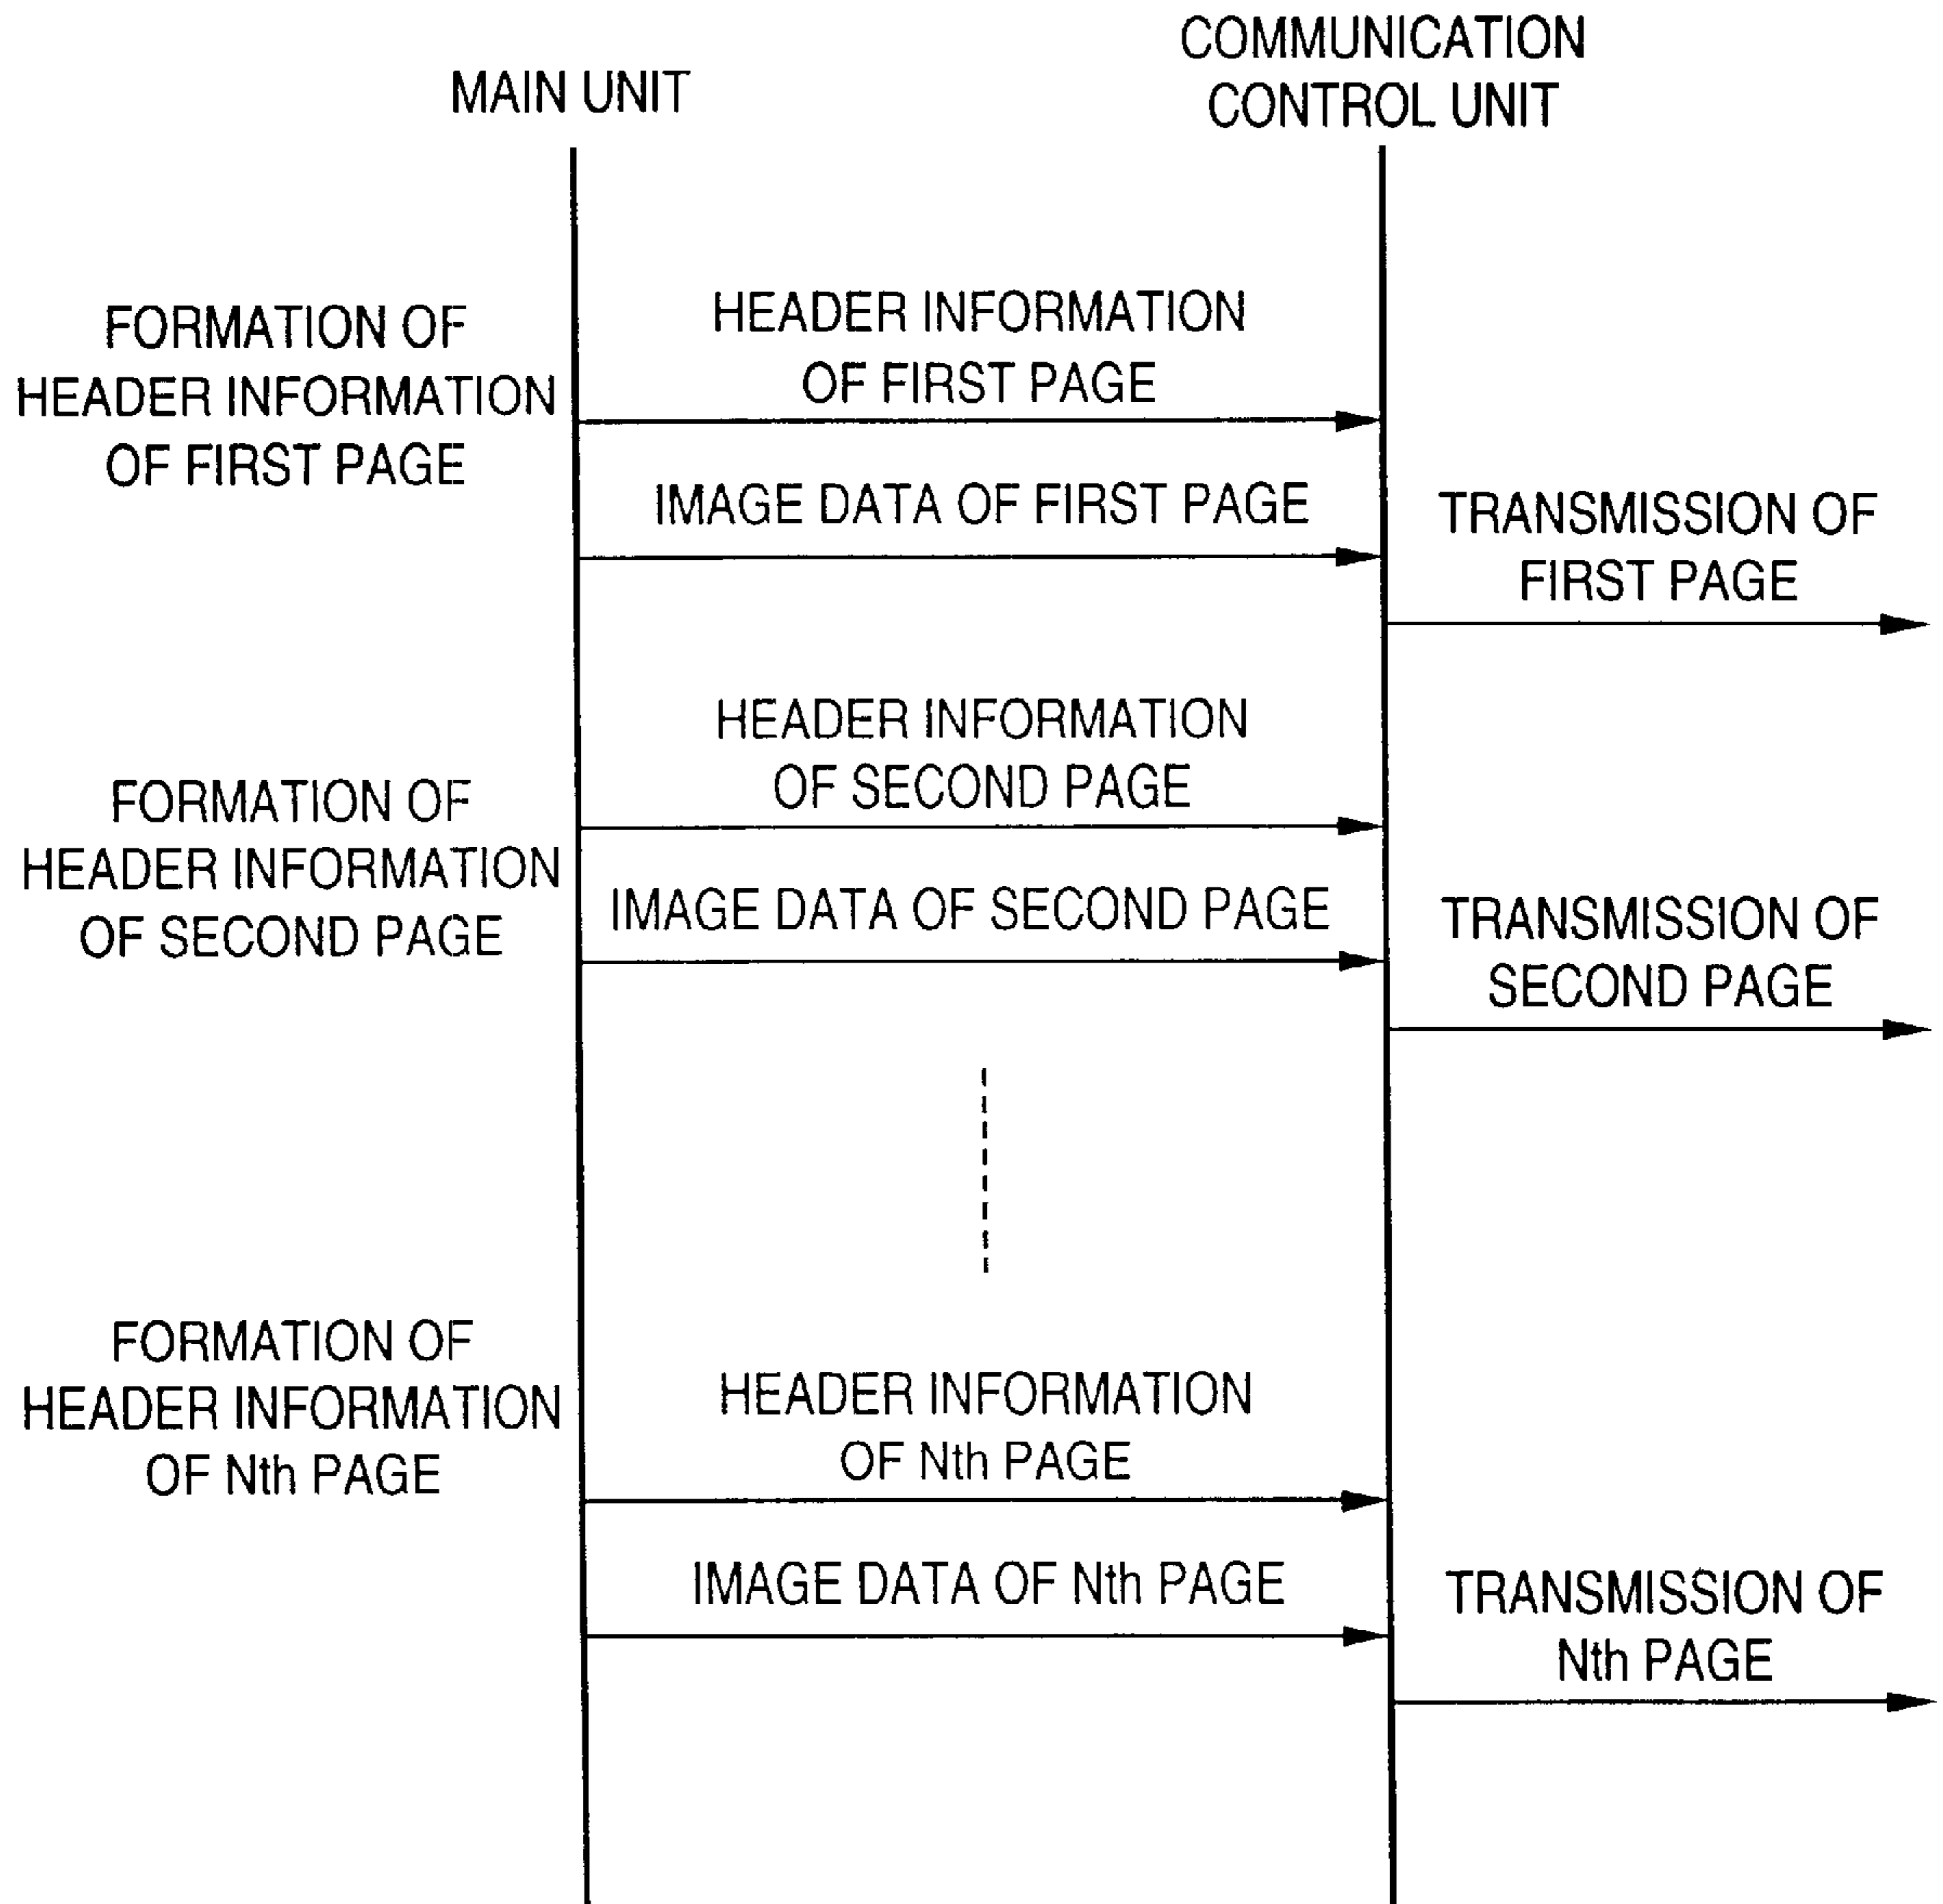 MAIN UNIT
COMMUNICATION
CONTROL UNIT
FORMATION OF
HEADER INFORMATION
OF FIRST PAGE
HEADER INFORMATION
OF FIRST PAGE
IMAGE DATA OF FIRST PAGE
TRANSMISSION OF
FIRST PAGE
HEADER INFORMATION
OF SECOND PAGE
FORMATION OF
HEADER INFORMATION
OF SECOND PAGE
IMAGE DATA OF SECOND PAGE
TRANSMISSION OF
SECOND PAGE
FORMATION OF
HEADER INFORMATION
OF Nth PAGE
HEADER INFORMATION
OF Nth PAGE
IMAGE DATA OF Nth PAGE
TRANSMISSION OF
Nth PAGE